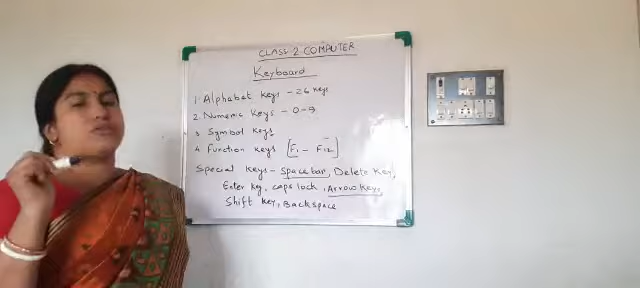 CLASS-2 COMPUTER
Keyboard
1. Alphabet keys - 26 keys
2. Numeric Keys - 0-9
3. Symbol Keys
4. Function Keys [F1 - F12]
Special Keys - Spacebar, Delete Key,
Enter Key, caps lock, Arrow Keys,
Shift Key, Backspace